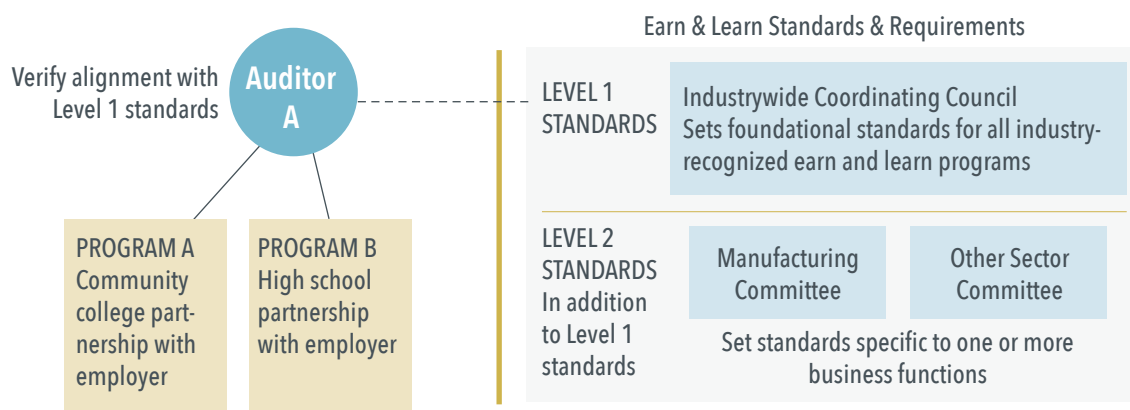 Verify alignment with
Level 1 standards
Auditor
A
PROGRAM A
Community
college part-
nership with
employer
PROGRAM B
High school
partnership
with employer
Earn & Learn Standards & Requirements
LEVEL 1
STANDARDS
Industrywide Coordinating Council
Sets foundational standards for all industry-
recognized earn and learn programs
LEVEL 2
STANDARDS
In addition
to Level 1
standards
Manufacturing
Committee
Other Sector
Committee
Set standards specific to one or more
business functions